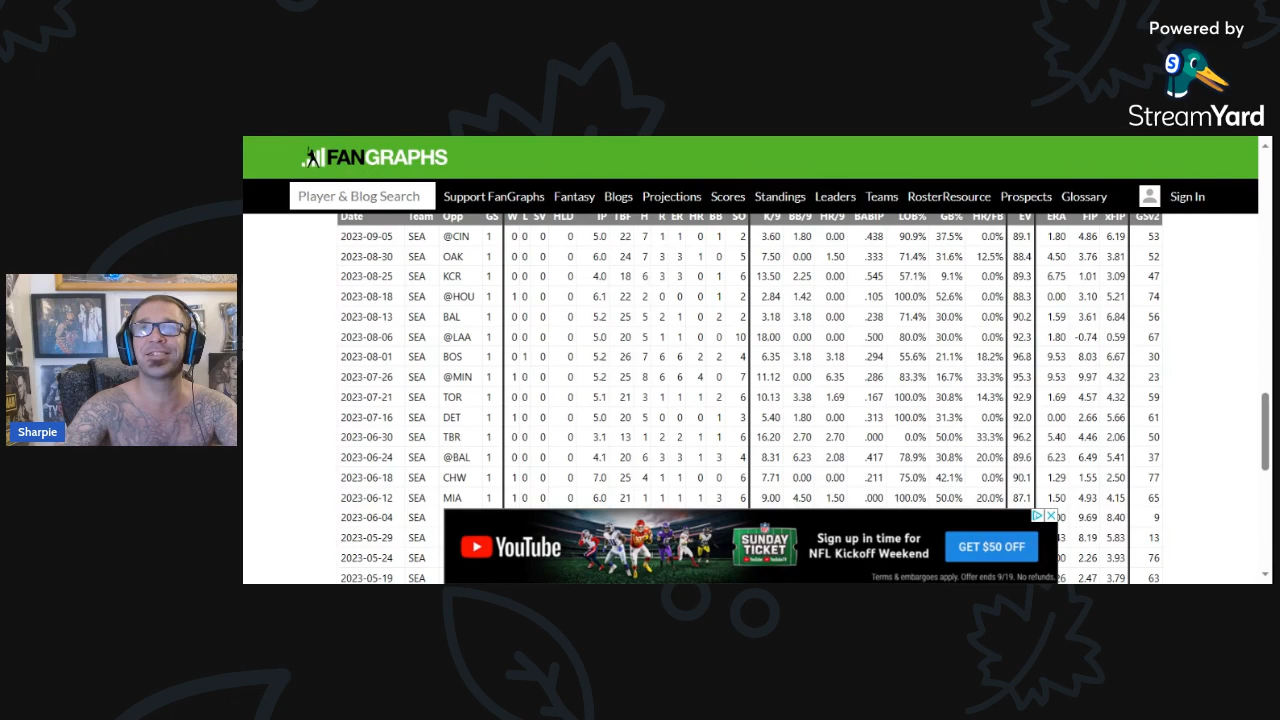 Powered by
StreamYard
FANGRAPHS
Player & Blog Search Support FanGraphs Fantasy Blogs Projections Scores Standings Leaders Teams RosterResource Prospects Glossary Sign In
Date Team Opp GS W L SV HLD IP TBF H R ER HR BB SO K/9 BB/9 HR/9 BABIP LOB% GB% HR/FB EV ERA FIP xFIP GSv2
2023-09-05 SEA @CIN 1 0 0 0 0 5.0 22 7 1 1 0 1 2 3.60 1.80 0.00 .438 90.9% 37.5% 0.0% 89.1 1.80 4.86 6.19 53
2023-08-30 SEA OAK 1 0 0 0 0 6.0 24 7 3 3 1 0 5 7.50 0.00 1.50 .333 71.4% 31.6% 12.5% 88.4 4.50 3.76 3.81 52
2023-08-25 SEA KCR 1 0 0 0 0 4.0 18 6 3 3 0 1 6 13.50 2.25 0.00 .545 57.1% 9.1% 0.0% 89.3 6.75 1.01 3.09 47
2023-08-18 SEA @HOU 1 1 0 0 0 6.1 22 2 0 0 0 1 2 2.84 1.42 0.00 .105 100.0% 52.6% 0.0% 88.3 0.00 3.10 5.21 74
2023-08-13 SEA BAL 1 0 0 0 0 5.2 25 5 2 1 0 2 2 3.18 3.18 0.00 .238 71.4% 30.0% 0.0% 90.2 1.59 3.61 6.84 56
2023-08-06 SEA @LAA 1 0 0 0 0 5.0 20 5 1 1 0 0 10 18.00 0.00 0.00 .500 80.0% 30.0% 0.0% 92.3 1.80 -0.74 0.59 67
2023-08-01 SEA BOS 1 0 1 0 0 5.2 26 7 6 6 2 2 4 6.35 3.18 3.18 .294 55.6% 21.1% 18.2% 96.8 9.53 8.03 6.67 30
2023-07-26 SEA @MIN 1 1 0 0 0 5.2 25 8 6 6 4 0 7 11.12 0.00 6.35 .286 83.3% 16.7% 33.3% 95.3 9.53 9.97 4.32 23
2023-07-21 SEA TOR 1 0 0 0 0 5.1 21 3 1 1 1 2 6 10.13 3.38 1.69 .167 100.0% 30.8% 14.3% 92.9 1.69 4.57 4.32 59
2023-07-16 SEA DET 1 1 0 0 0 5.0 20 5 0 0 0 1 3 5.40 1.80 0.00 .313 100.0% 31.3% 0.0% 92.0 0.00 2.66 5.66 61
2023-06-30 SEA TBR 1 0 0 0 0 3.1 13 1 2 2 1 1 6 16.20 2.70 2.70 .000 0.0% 50.0% 33.3% 96.2 5.40 4.46 2.06 50
2023-06-24 SEA @BAL 1 0 0 0 0 4.1 20 6 3 3 1 3 4 8.31 6.23 2.08 .417 78.9% 30.8% 20.0% 89.6 6.23 6.49 5.41 37
2023-06-18 SEA CHW 1 1 0 0 0 7.0 25 4 1 1 0 0 6 7.71 0.00 0.00 .211 75.0% 42.1% 0.0% 90.1 1.29 1.55 2.50 77
2023-06-12 SEA MIA 1 1 0 0 0 6.0 21 1 1 1 1 3 6 9.00 4.50 1.50 .000 100.0% 50.0% 20.0% 87.1 1.50 4.93 4.15 65
2023-06-04 SEA 9.69 8.40 9
2023-05-29 SEA 8.19 5.83 13
2023-05-24 SEA 2.26 3.93 76
2023-05-19 SEA 2.47 3.79 63
YouTube
SUNDAY
TICKET
Sign up in time for
NFL Kickoff Weekend
GET $50 OFF
Terms & embargoes apply. Offer ends 9/19. No refunds.
Sharpie